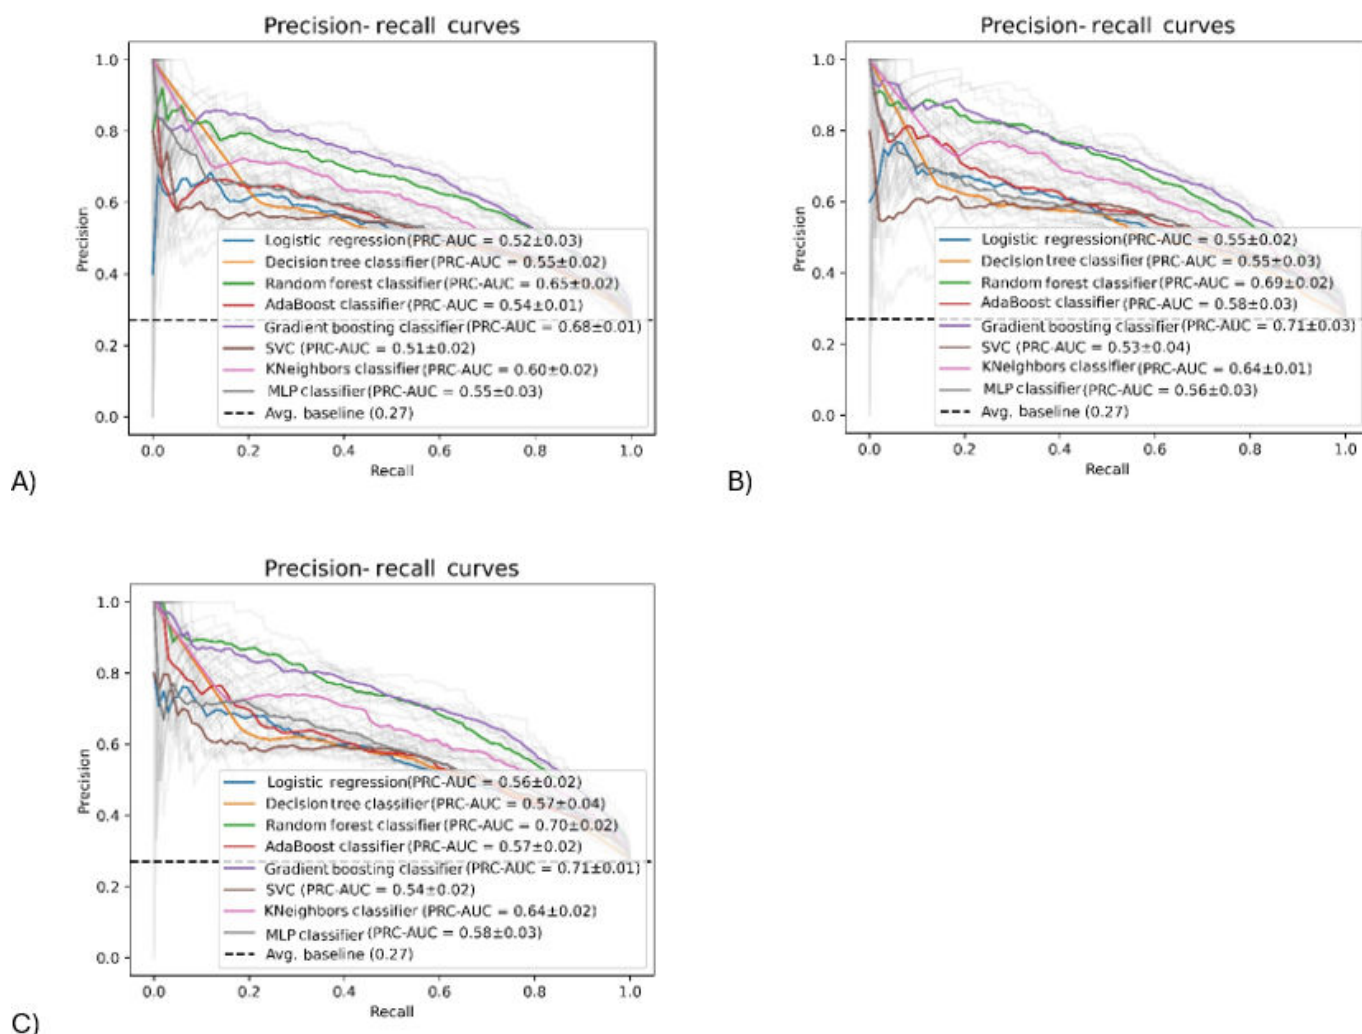 Precision- recall curves
1.0
0.8
0.6
0.4
0.2
0.0
Precision
Logistic regression(PRC-AUC = 0.52±0.03)
Decision tree classifier(PRC-AUC = 0.55±0.02)
Random forest classifier(PRC-AUC = 0.65±0.02)
AdaBoost classifier(PRC-AUC = 0.54±0.01)
Gradient boosting classifier(PRC-AUC = 0.68±0.01)
SVC (PRC-AUC = 0.51±0.02)
KNeighbors classifier(PRC-AUC = 0.60±0.02)
MLP classifier(PRC-AUC = 0.55±0.03)
Avg. baseline (0.27)
0.0 0.2 0.4 0.6 0.8 1.0
Recall
A)
Precision- recall curves
1.0
0.8
0.6
0.4
0.2
0.0
Precision
Logistic regression(PRC-AUC = 0.55±0.02)
Decision tree classifier(PRC-AUC = 0.55±0.03)
Random forest classifier(PRC-AUC = 0.69±0.02)
AdaBoost classifier(PRC-AUC = 0.58±0.03)
Gradient boosting classifier(PRC-AUC = 0.71±0.03)
SVC (PRC-AUC = 0.53±0.04)
KNeighbors classifier(PRC-AUC = 0.64±0.01)
MLP classifier(PRC-AUC = 0.56±0.03)
Avg. baseline (0.27)
0.0 0.2 0.4 0.6 0.8 1.0
Recall
B)
Precision- recall curves
1.0
0.8
0.6
0.4
0.2
0.0
Precision
Logistic regression(PRC-AUC = 0.56±0.02)
Decision tree classifier(PRC-AUC = 0.57±0.04)
Random forest classifier(PRC-AUC = 0.70±0.02)
AdaBoost classifier(PRC-AUC = 0.57±0.02)
Gradient boosting classifier(PRC-AUC = 0.71±0.01)
SVC (PRC-AUC = 0.54±0.02)
KNeighbors classifier(PRC-AUC = 0.64±0.02)
MLP classifier(PRC-AUC = 0.58±0.03)
Avg. baseline (0.27)
0.0 0.2 0.4 0.6 0.8 1.0
Recall
C)